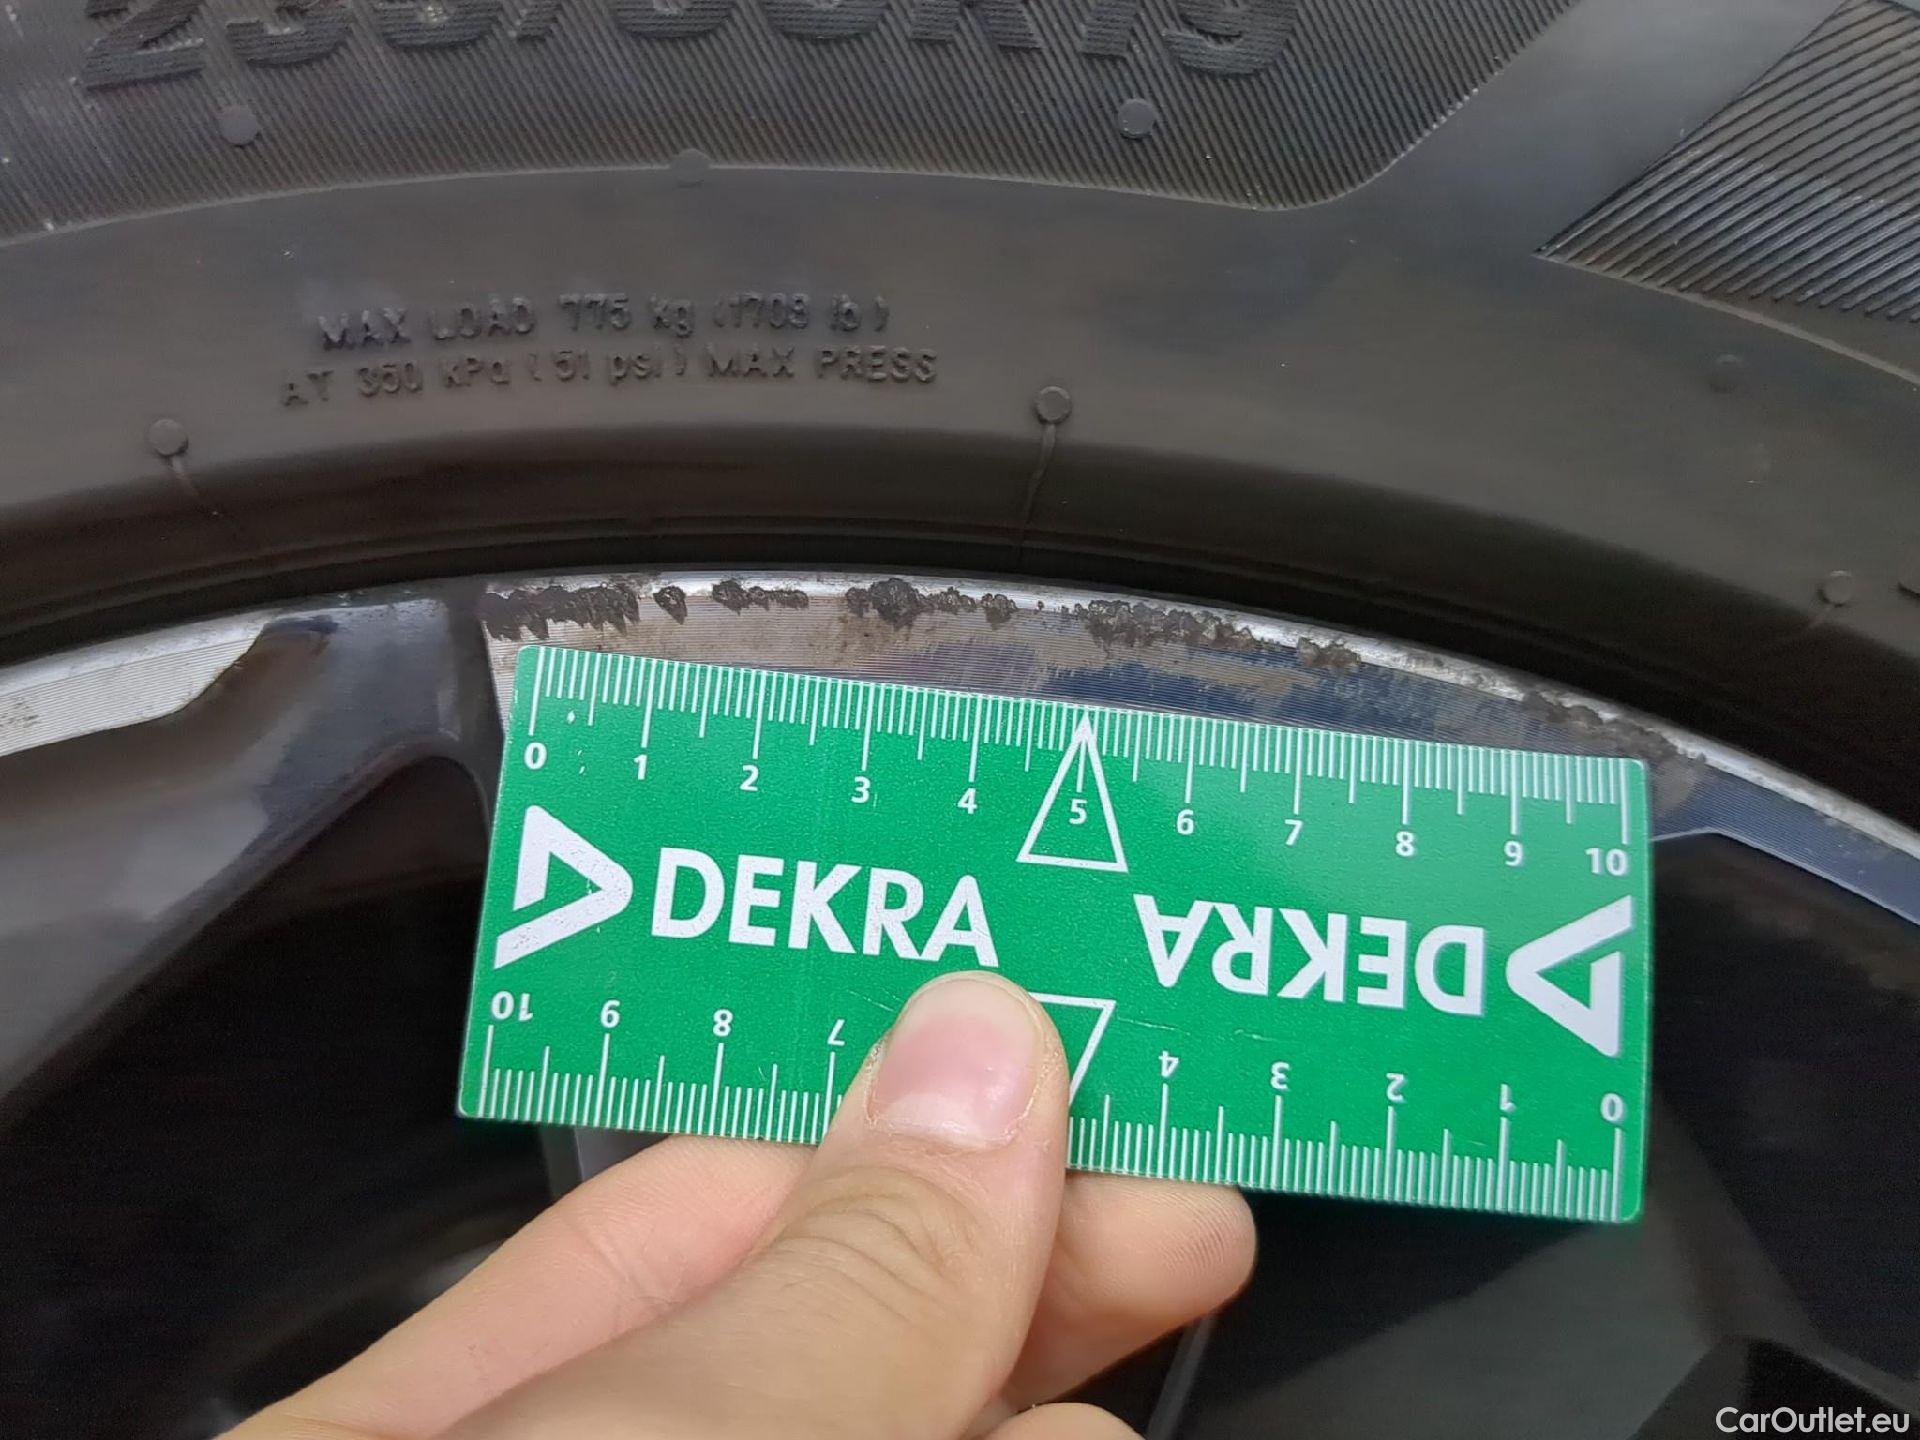 MAX LOAD 775 kg (1709 lb)
AT 350 kPa (51 psi) MAX PRESS
0 1 2 3 4 5 6 7 8 9 10
DEKRA
DEKRA
10 9 8 7 4 3 2 1 0
CarOutlet.eu